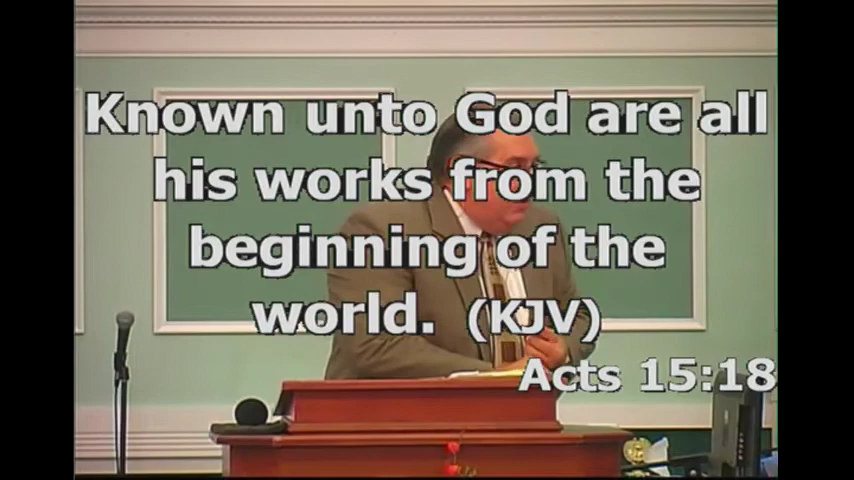 Known unto God are all
his works from the
beginning of the
world. (KJV)
Acts 15:18